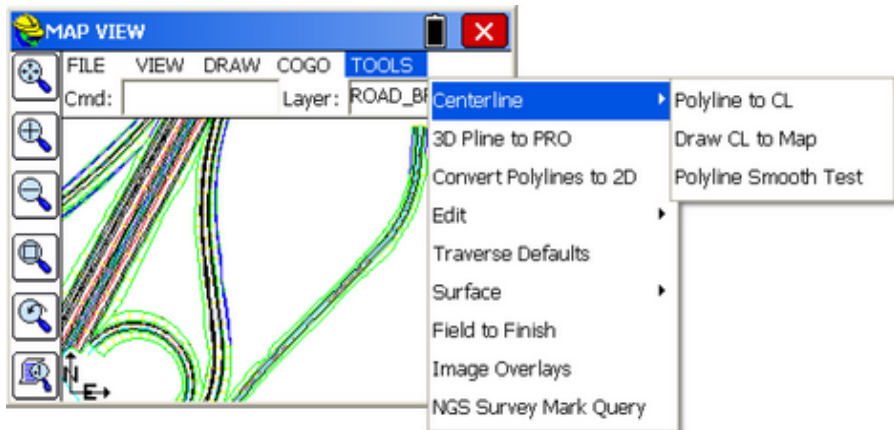 MAP VIEW
FILE VIEW DRAW COGO TOOLS
Cmd: Layer: ROAD_BR
Centerline
3D Pline to PRO
Convert Polylines to 2D
Edit
Traverse Defaults
Surface
Field to Finish
Image Overlays
NGS Survey Mark Query
Polyline to CL
Draw CL to Map
Polyline Smooth Test
N
E